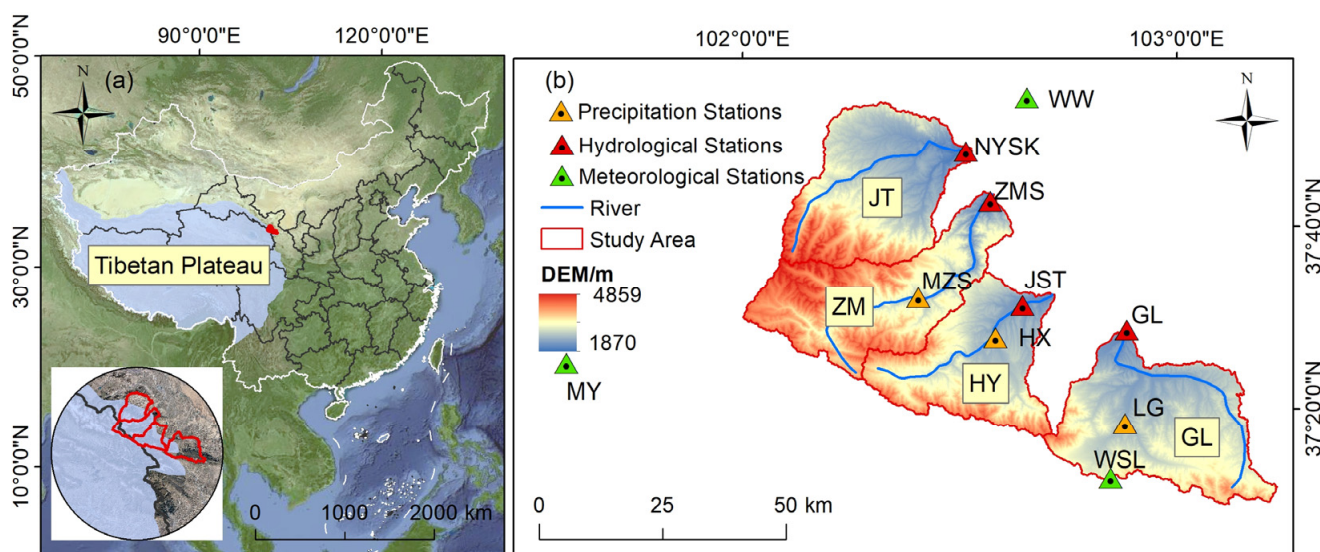 90°0'0"E
120°0'0"E
50°0'0"N
30°0'0"N
10°0'0"N
N
(a)
Tibetan Plateau
0
1000
2000 km
102°0'0"E
103°0'0"E
(b)
Precipitation Stations
Hydrological Stations
Meteorological Stations
River
Study Area
DEM/m
4859
1870
MY
WW
N
NYSK
ZMS
JT
MZS
JST
ZM
HX
GL
HY
LG
GL
WSL
37°40'0"N
37°20'0"N
0
25
50 km